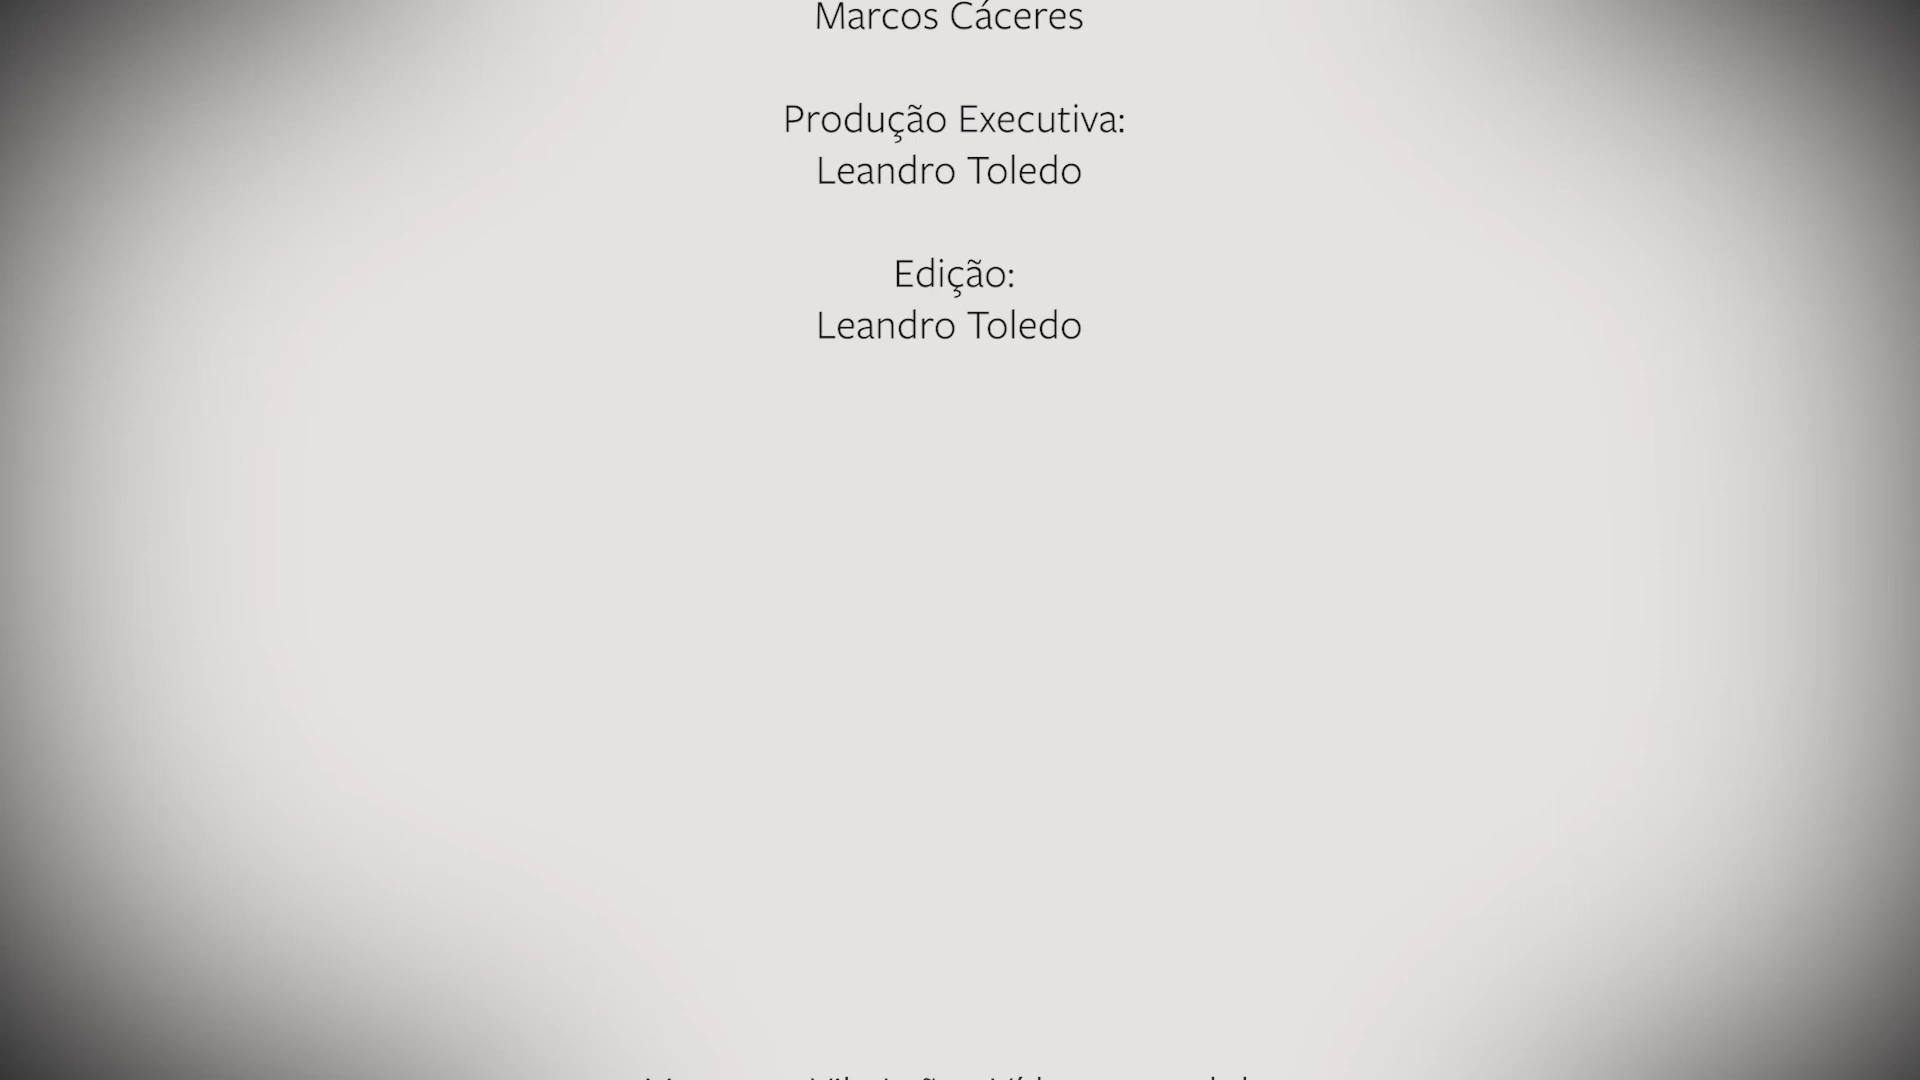 Marcos Cáceres
Produção Executiva:
Leandro Toledo
Edição:
Leandro Toledo